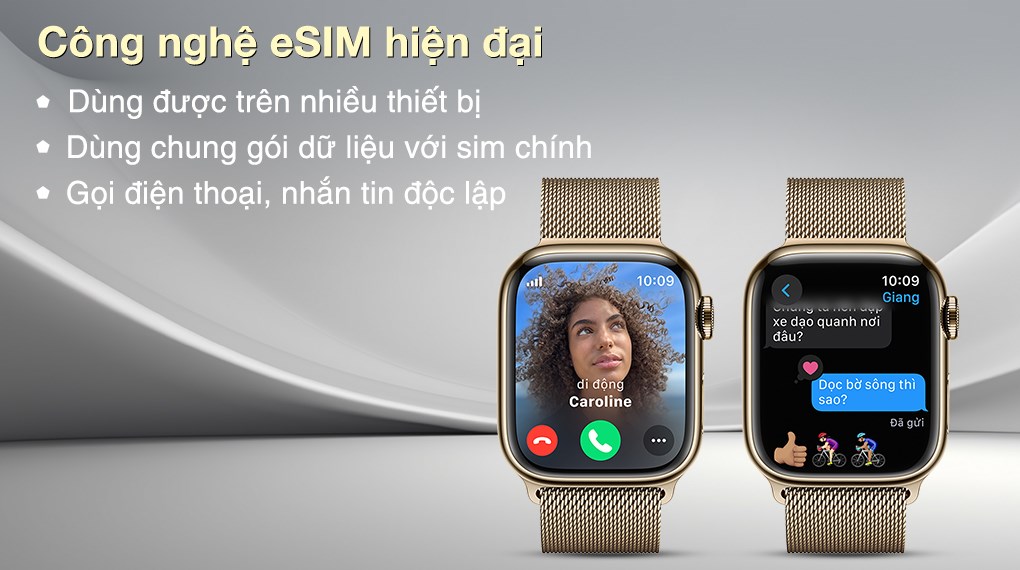 Công nghệ eSIM hiện đại
Dùng được trên nhiều thiết bị
Dùng chung gói dữ liệu với sim chính
Gọi điện thoại, nhắn tin độc lập
10:09
di động
Caroline
10:09
Giang
xe dạo quanh nơi
đâu?
Dọc bờ sông thì
sao?
Đã gửi